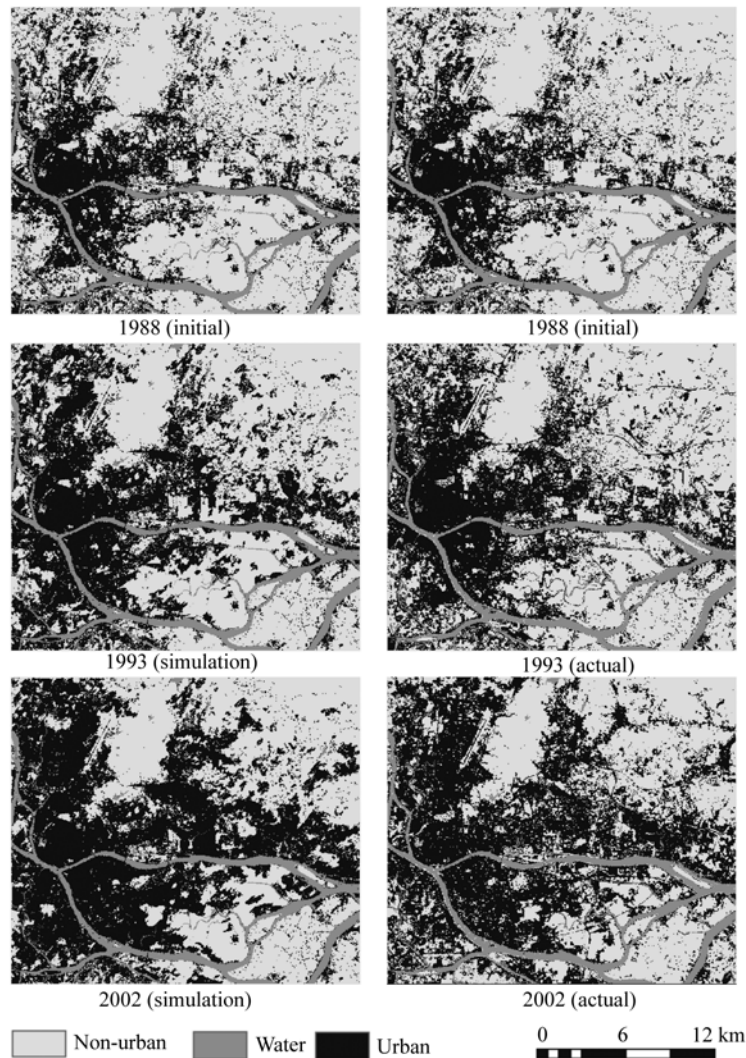 1988 (initial)
1988 (initial)
1993 (simulation)
1993 (actual)
2002 (simulation)
2002 (actual)
Non-urban
Water
Urban
0 6 12 km